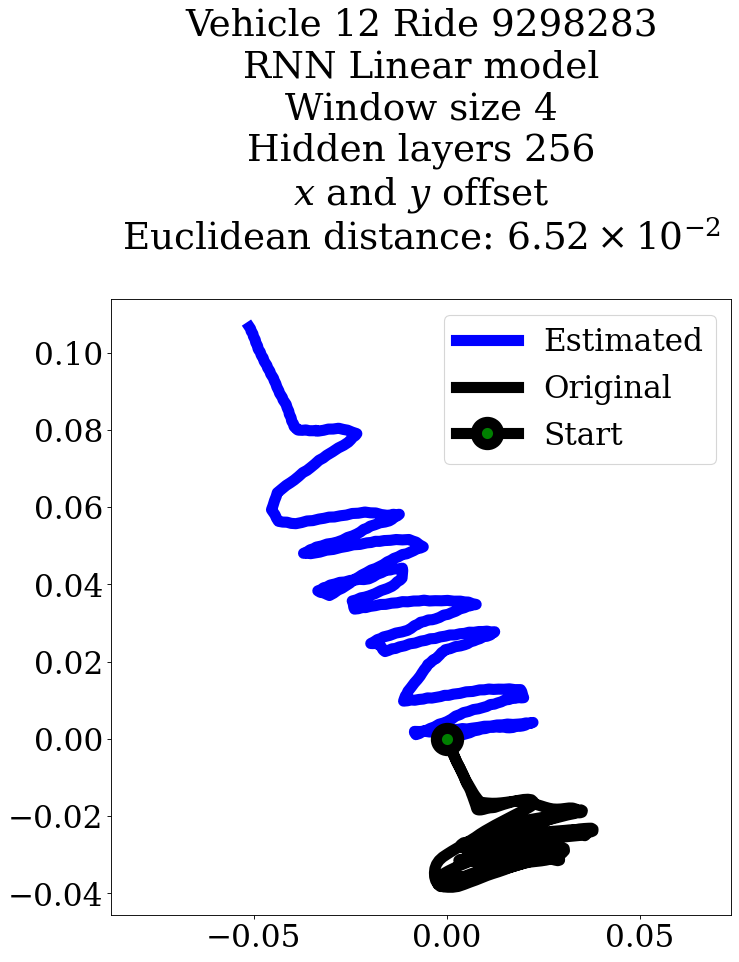 Vehicle 12 Ride 9298283
RNN Linear model
Window size 4
Hidden layers 256
x and y offset
Euclidean distance: 6.52 × 10⁻²
Estimated
Original
Start
0.10
0.08
0.06
0.04
0.02
0.00
−0.02
−0.04
−0.05 0.00 0.05